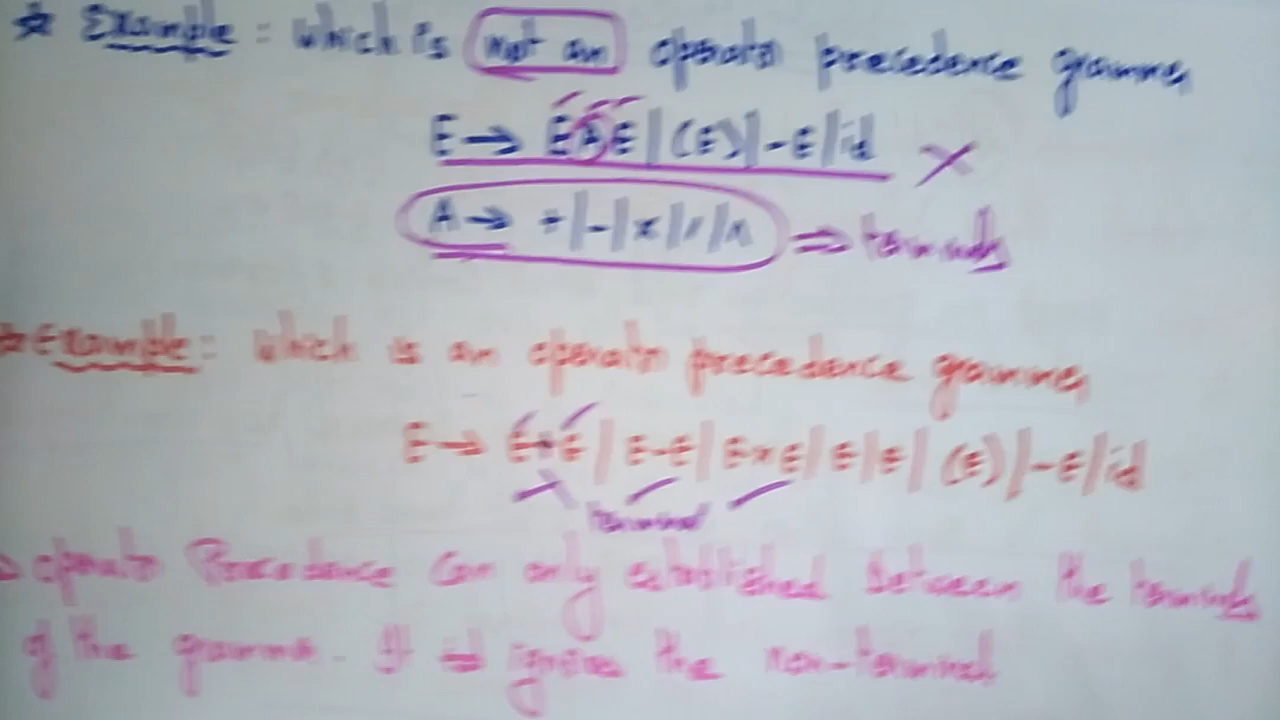 * Example : which is not an operator precedence grammar
E → EAE | (E) | - E | id ×
A → + | - | × | / | ^ ⇒ terminals
* Example : which is an operator precedence grammar
E → E+E | E-E | E×E | E/E | (E) | -E | id
terminal
operator Precedence can only established between the terminals
of the grammar. It ignores the non-terminal